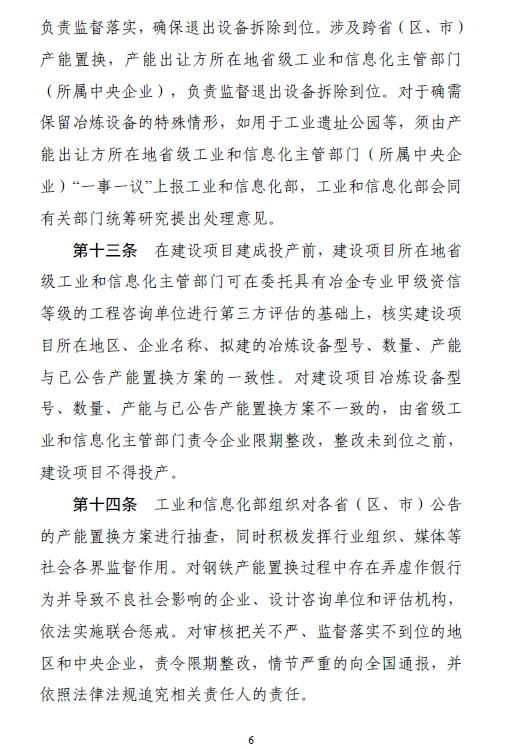 负责监督落实，确保退出设备拆除到位。涉及跨省（区、市）
产能置换，产能出让方所在地省级工业和信息化主管部门
（所属中央企业），负责监督退出设备拆除到位。对于确需
保留冶炼设备的特殊情形，如用于工业遗址公园等，须由产
能出让方所在地省级工业和信息化主管部门（所属中央企
业）“一事一议”上报工业和信息化部，工业和信息化部会同
有关部门统筹研究提出处理意见。
第十三条 在建设项目建成投产前，建设项目所在地省
级工业和信息化主管部门可在委托具有冶金专业甲级资信
等级的工程咨询单位进行第三方评估的基础上，核实建设项
目所在地区、企业名称、拟建的冶炼设备型号、数量、产能
与已公告产能置换方案的一致性。对建设项目冶炼设备型
号、数量、产能与已公告产能置换方案不一致的，由省级工
业和信息化主管部门责令企业限期整改，整改未到位之前，
建设项目不得投产。
第十四条 工业和信息化部组织对各省（区、市）公告
的产能置换方案进行抽查，同时积极发挥行业组织、媒体等
社会各界监督作用。对钢铁产能置换过程中存在弄虚作假行
为并导致不良社会影响的企业、设计咨询单位和评估机构，
依法实施联合惩戒。对审核把关不严、监督落实不到位的地
区和中央企业，责令限期整改，情节严重的向全国通报，并
依照法律法规追究相关责任人的责任。
6